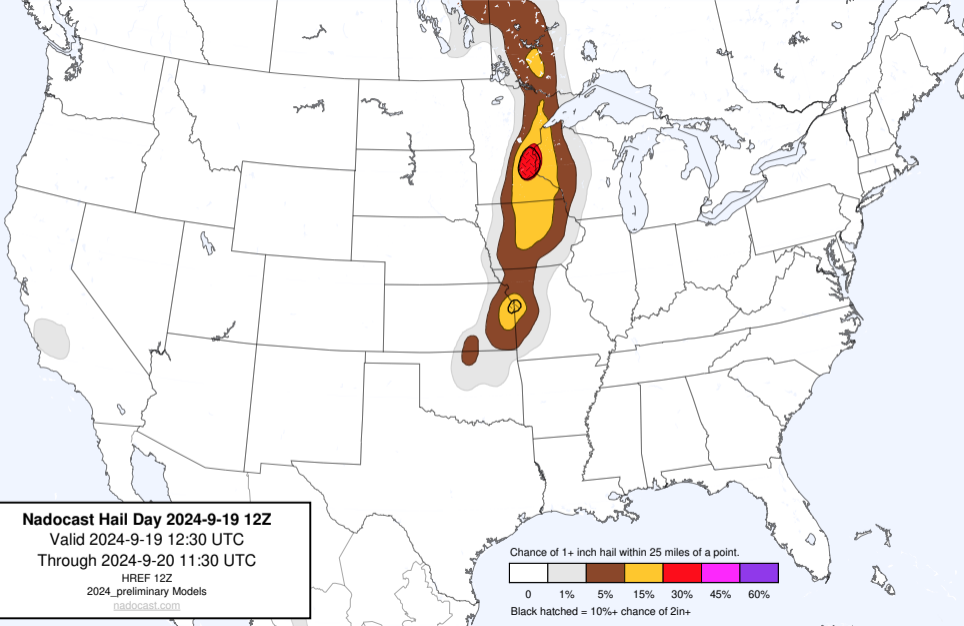 Nadocast Hail Day 2024-9-19 12Z
Valid 2024-9-19 12:30 UTC
Through 2024-9-20 11:30 UTC
HREF 12Z
2024_preliminary Models
nadocast.com
Chance of 1+ inch hail within 25 miles of a point.
0 1% 5% 15% 30% 45% 60%
Black hatched = 10%+ chance of 2in+